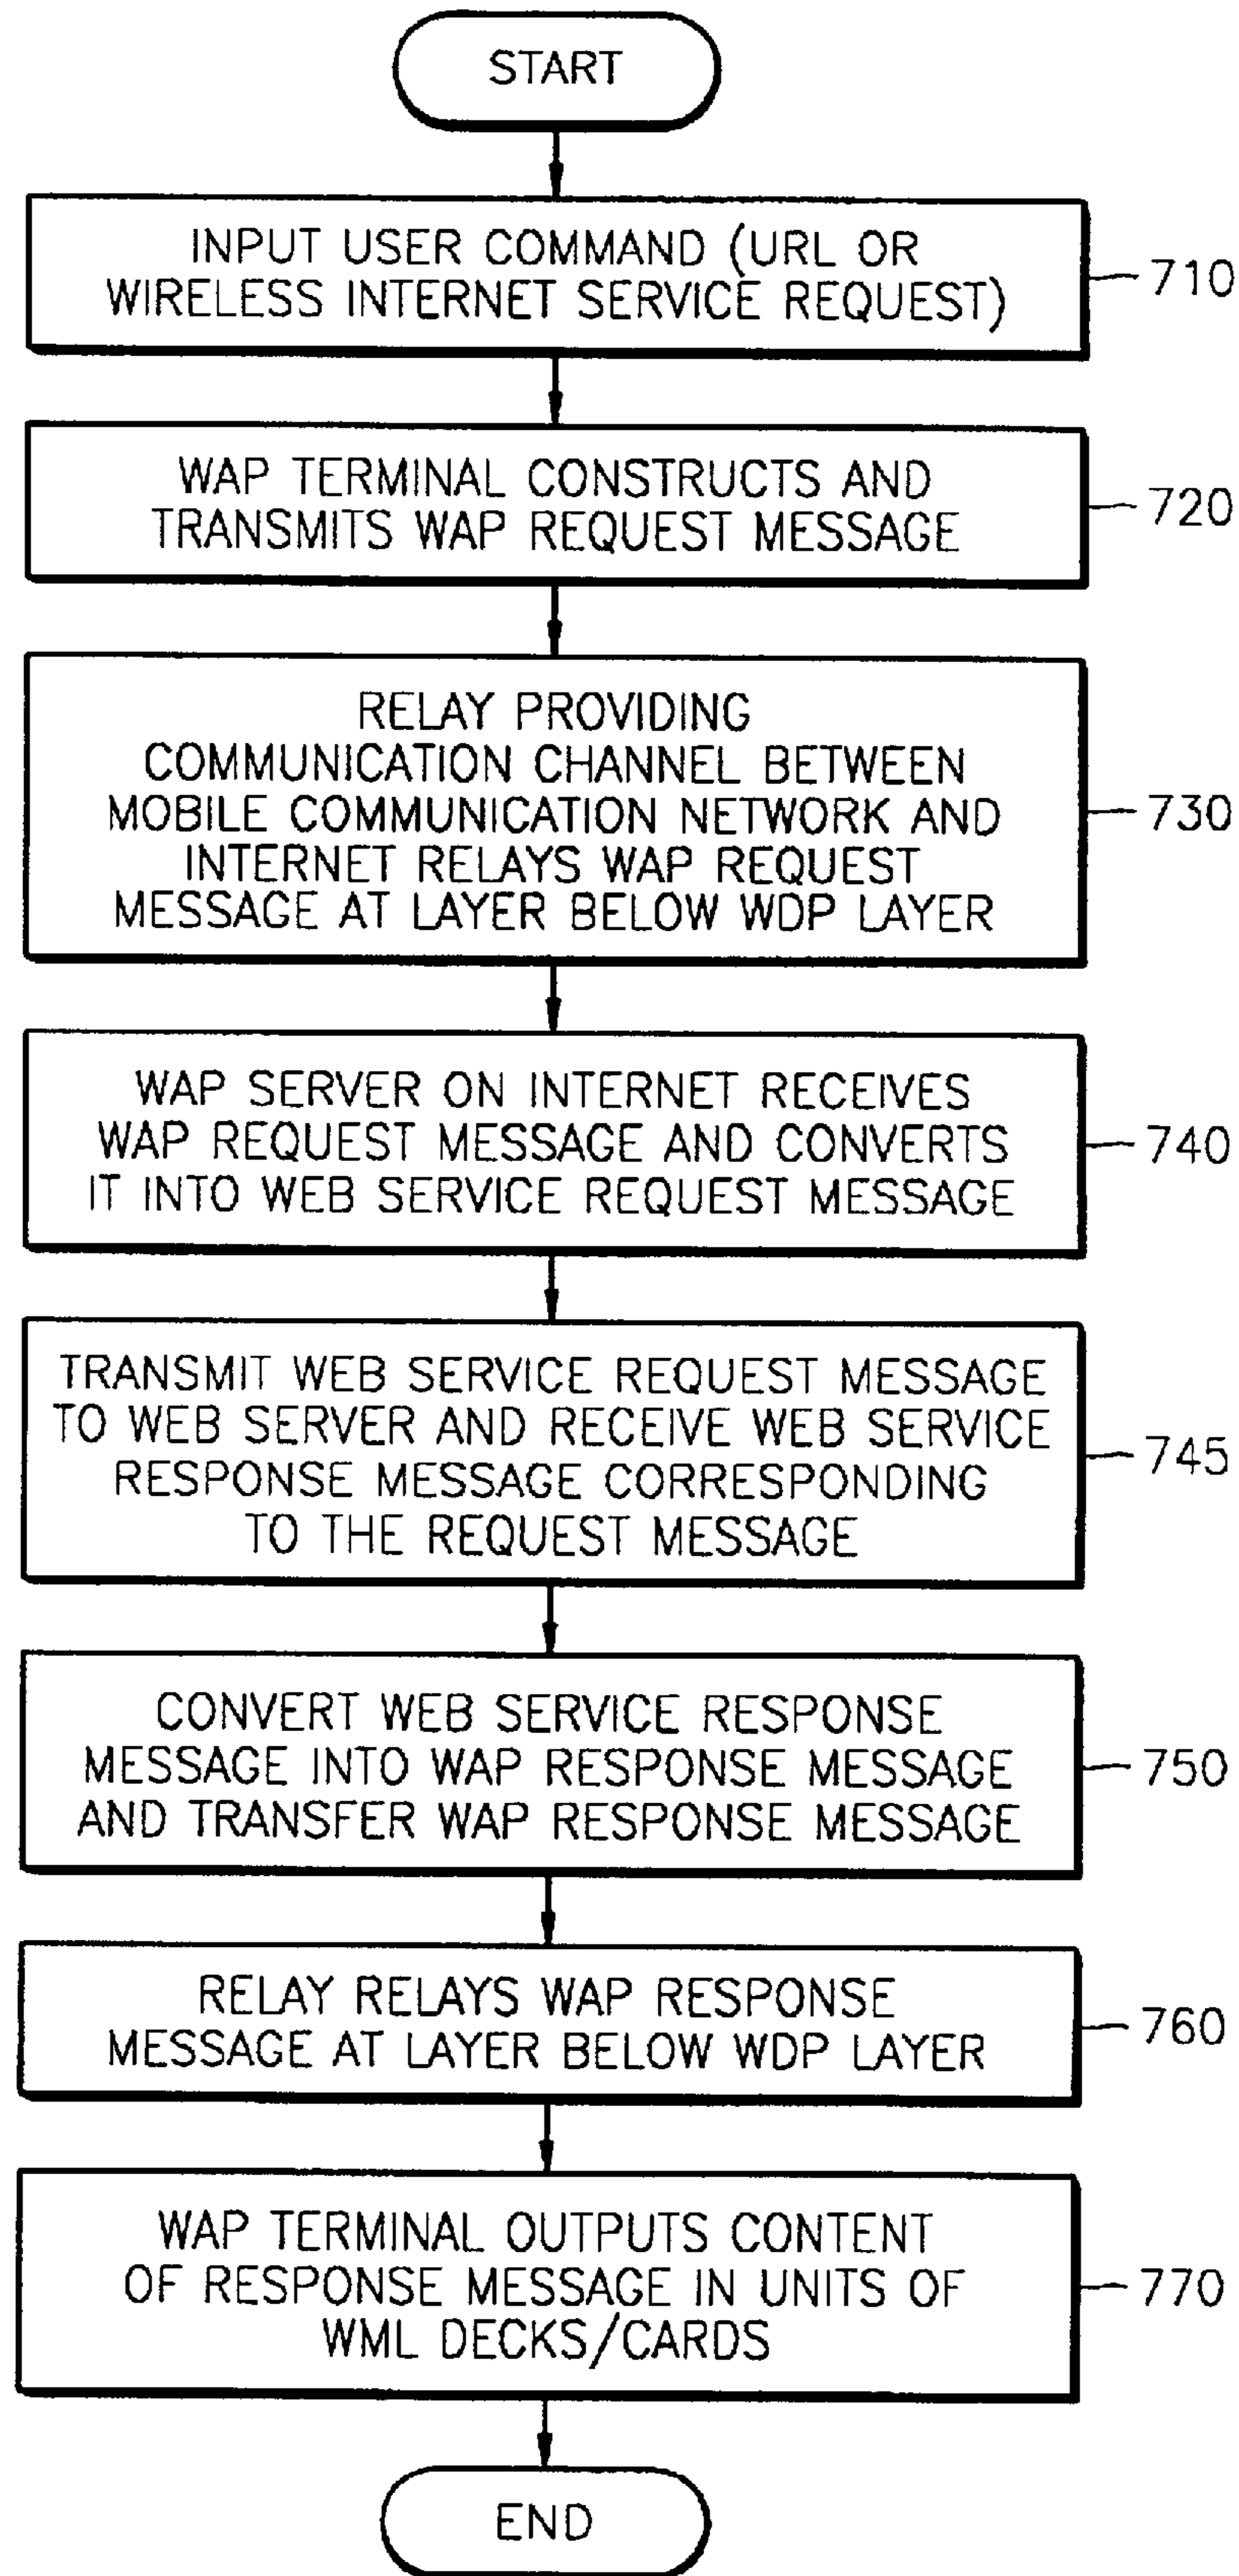 START
INPUT USER COMMAND (URL OR
WIRELESS INTERNET SERVICE REQUEST)
710
WAP TERMINAL CONSTRUCTS AND
TRANSMITS WAP REQUEST MESSAGE
720
RELAY PROVIDING
COMMUNICATION CHANNEL BETWEEN
MOBILE COMMUNICATION NETWORK AND
INTERNET RELAYS WAP REQUEST
MESSAGE AT LAYER BELOW WDP LAYER
730
WAP SERVER ON INTERNET RECEIVES
WAP REQUEST MESSAGE AND CONVERTS
IT INTO WEB SERVICE REQUEST MESSAGE
740
TRANSMIT WEB SERVICE REQUEST MESSAGE
TO WEB SERVER AND RECEIVE WEB SERVICE
RESPONSE MESSAGE CORRESPONDING
TO THE REQUEST MESSAGE
745
CONVERT WEB SERVICE RESPONSE
MESSAGE INTO WAP RESPONSE MESSAGE
AND TRANSFER WAP RESPONSE MESSAGE
750
RELAY RELAYS WAP RESPONSE
MESSAGE AT LAYER BELOW WDP LAYER
760
WAP TERMINAL OUTPUTS CONTENT
OF RESPONSE MESSAGE IN UNITS OF
WML DECKS/CARDS
770
END